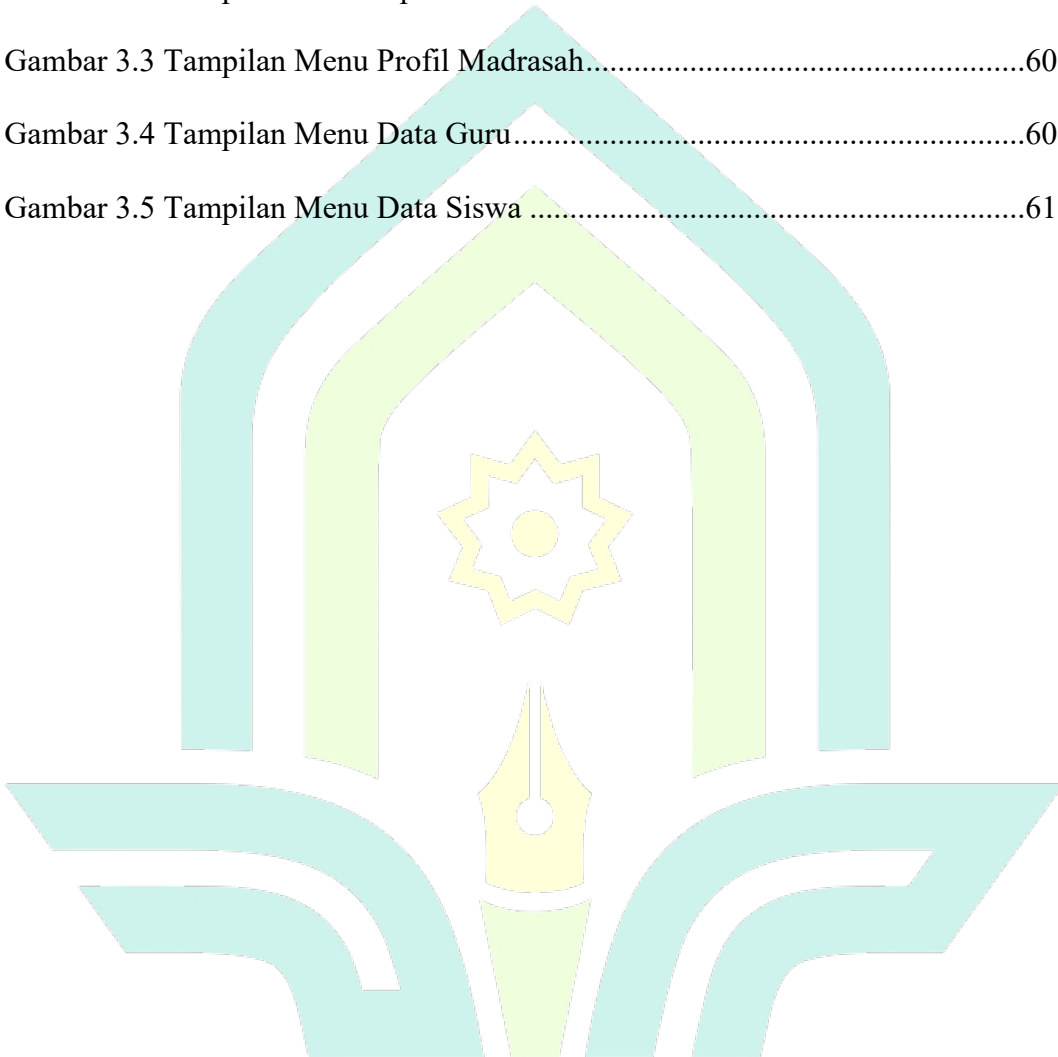 Gambar 3.3 Tampilan Menu Profil Madrasah.......................................................60
Gambar 3.4 Tampilan Menu Data Guru................................................................60
Gambar 3.5 Tampilan Menu Data Siswa ..............................................................61